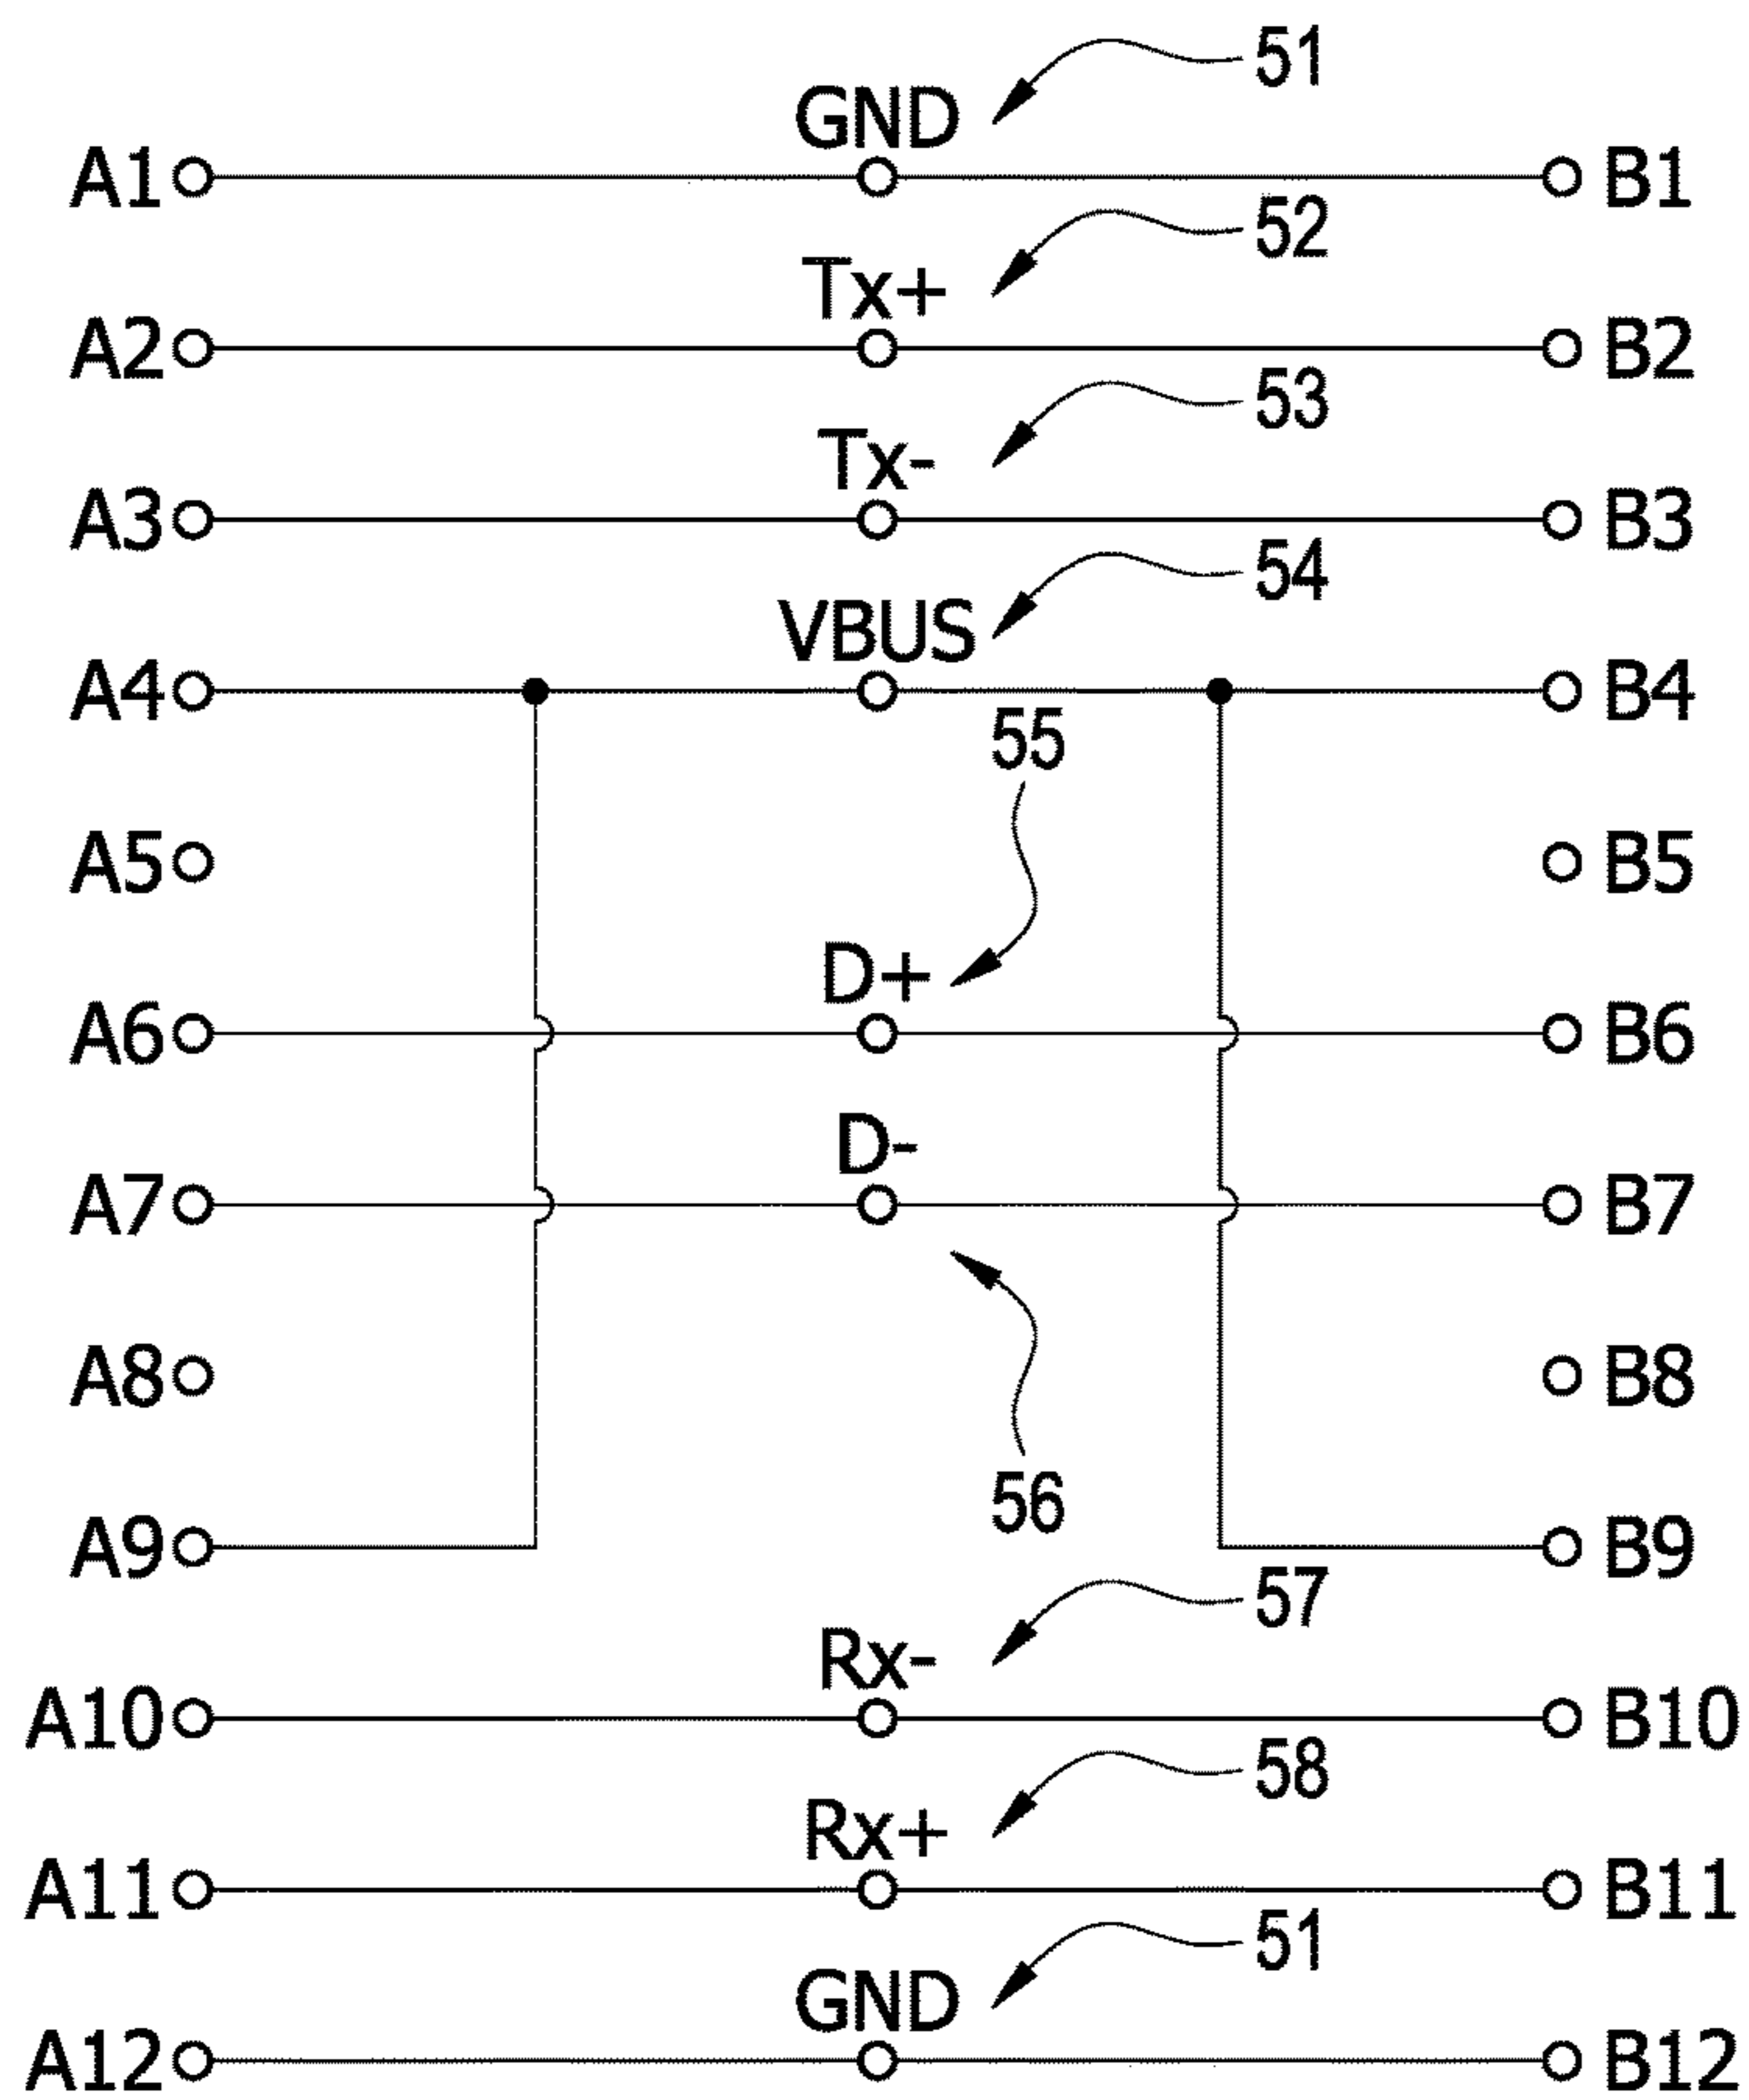 51
GND
A1 B1
52
Tx+
A2 B2
53
Tx-
A3 B3
54
VBUS
A4 B4
55
A5 B5
D+
A6 B6
D-
A7 B7
A8 B8
56
A9 B9
57
Rx-
A10 B10
58
Rx+
A11 B11
51
GND
A12 B12